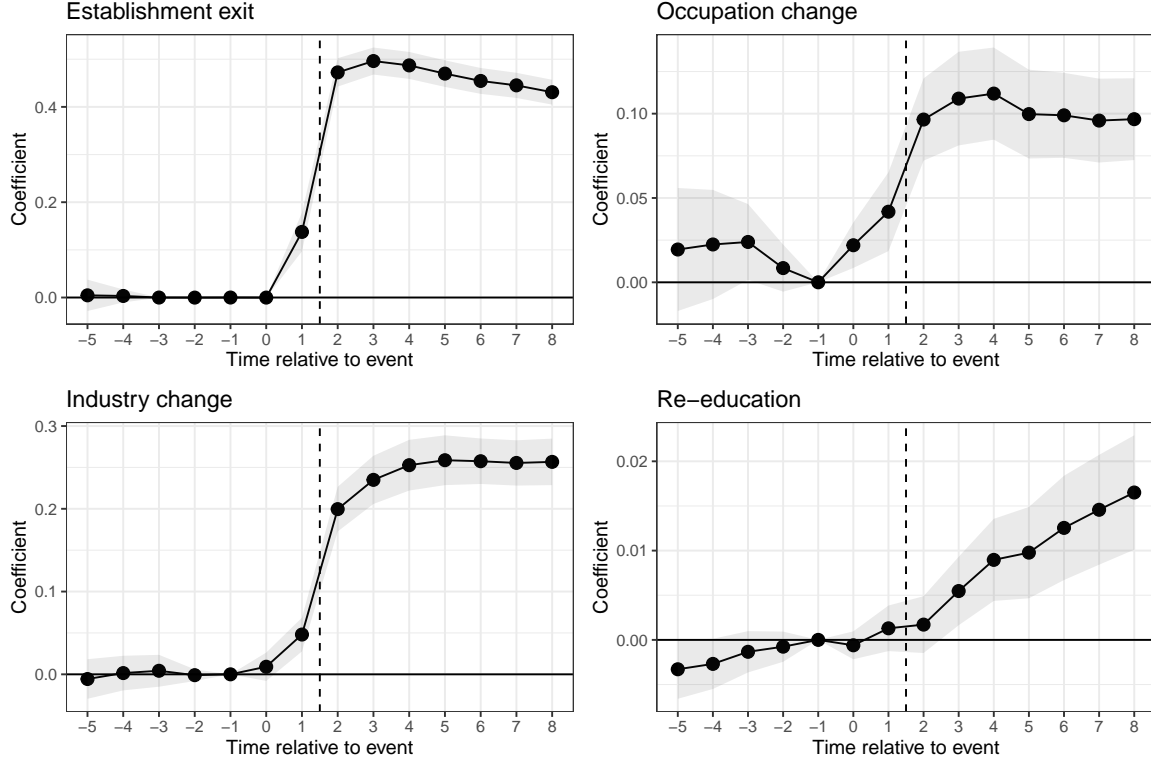 Establishment exit
Coefficient
0.4
0.2
0.0
−5 −4 −3 −2 −1 0 1 2 3 4 5 6 7 8
Time relative to event
Occupation change
Coefficient
0.10
0.05
0.00
−5 −4 −3 −2 −1 0 1 2 3 4 5 6 7 8
Time relative to event
Industry change
Coefficient
0.3
0.2
0.1
0.0
−5 −4 −3 −2 −1 0 1 2 3 4 5 6 7 8
Time relative to event
Re−education
Coefficient
0.02
0.01
0.00
−5 −4 −3 −2 −1 0 1 2 3 4 5 6 7 8
Time relative to event